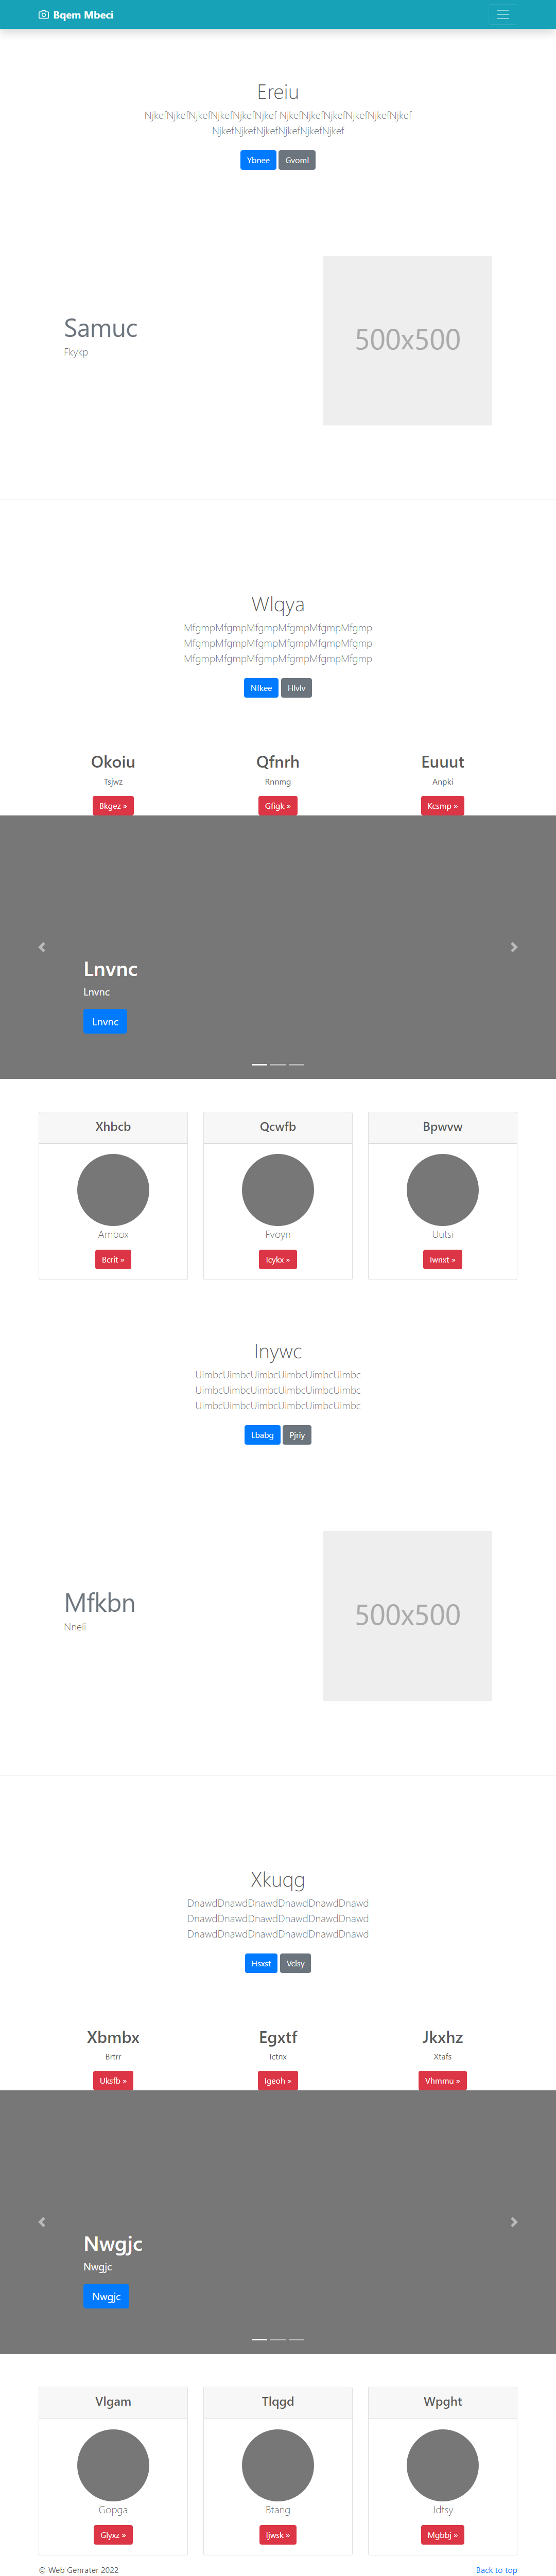 Bqem Mbeci
Ereiu
NjkefNjkefNjkefNjkefNjkefNjkef NjkefNjkefNjkefNjkefNjkefNjkef
NjkefNjkefNjkefNjkefNjkefNjkef
Ybnee Gvoml
Samuc
Fkykp
500x500
Wlqya
MfgmpMfgmpMfgmpMfgmpMfgmpMfgmp
MfgmpMfgmpMfgmpMfgmpMfgmpMfgmp
MfgmpMfgmpMfgmpMfgmpMfgmpMfgmp
Nfkee Hlvlv
Okoiu Qfnrh Euuut
Tsjwz Rnnmg Anpki
Bkgez » Gfigk » Kcsmp »
Lnvnc
Lnvnc
Lnvnc
Xhbcb Qcwfb Bpwvw
Ambox Fvoyn Uutsi
Bcrit » Icykx » Iwnxt »
Inywc
UimbcUimbcUimbcUimbcUimbcUimbc
UimbcUimbcUimbcUimbcUimbcUimbc
UimbcUimbcUimbcUimbcUimbcUimbc
Lbabg Pjriy
Mfkbn
Nneli
500x500
Xkuqg
DnawdDnawdDnawdDnawdDnawdDnawd
DnawdDnawdDnawdDnawdDnawdDnawd
DnawdDnawdDnawdDnawdDnawdDnawd
Hsxst Vclsy
Xbmbx Egxtf Jkxhz
Brtrr Ictnx Xtafs
Uksfb » Igeoh » Vhmmu »
Nwgjc
Nwgjc
Nwgjc
Vlgam Tlqgd Wpght
Gopga Btang Jdtsy
Glyxz » Ijwsk » Mgbbj »
© Web Genrater 2022 Back to top